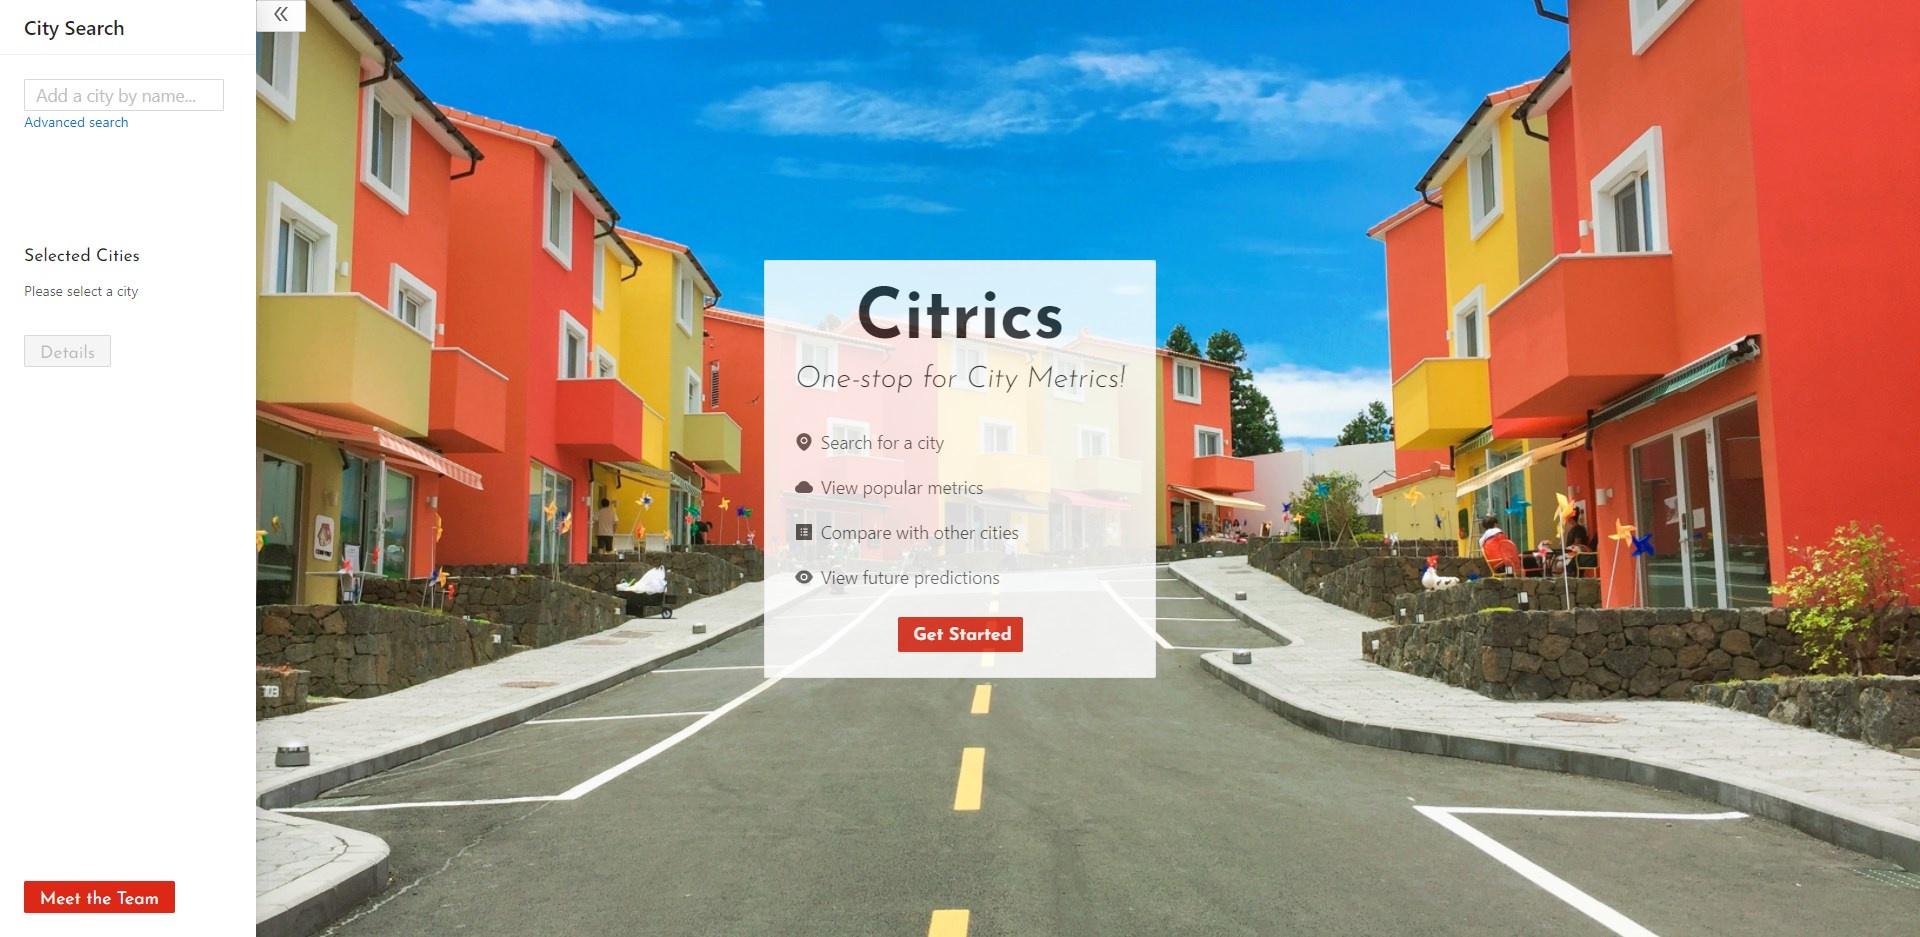 City Search
Add a city by name...
Advanced search
Selected Cities
Please select a city
Details
Meet the Team
Citrics
One-stop for City Metrics!
Search for a city
View popular metrics
Compare with other cities
View future predictions
Get Started